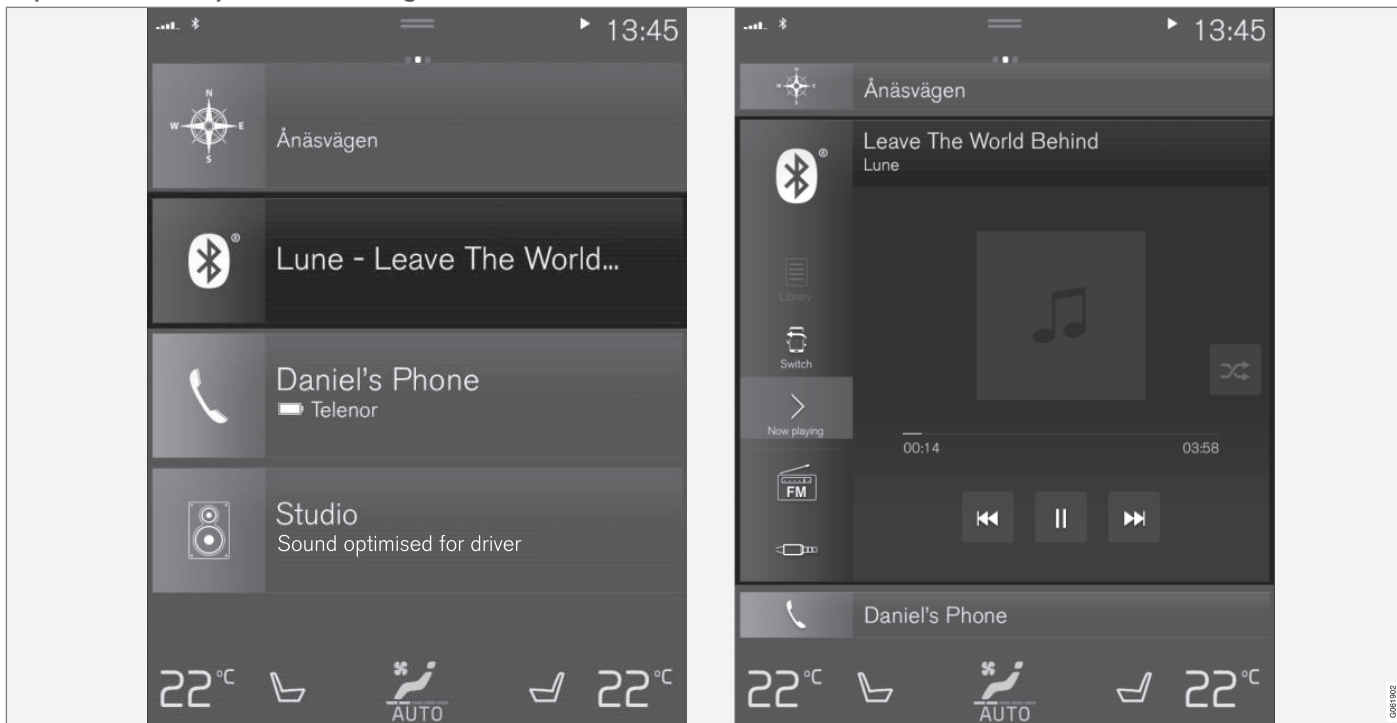 13:45
N
W
E
S
Ånäsvägen
Lune - Leave The World...
Daniel's Phone
Telenor
Studio
Sound optimised for driver
22°C
AUTO
22°C
13:45
Ånäsvägen
Leave The World Behind
Lune
Library
Switch
Now playing
00:14
03:58
FM
Daniel's Phone
22°C
AUTO
22°C
G061902